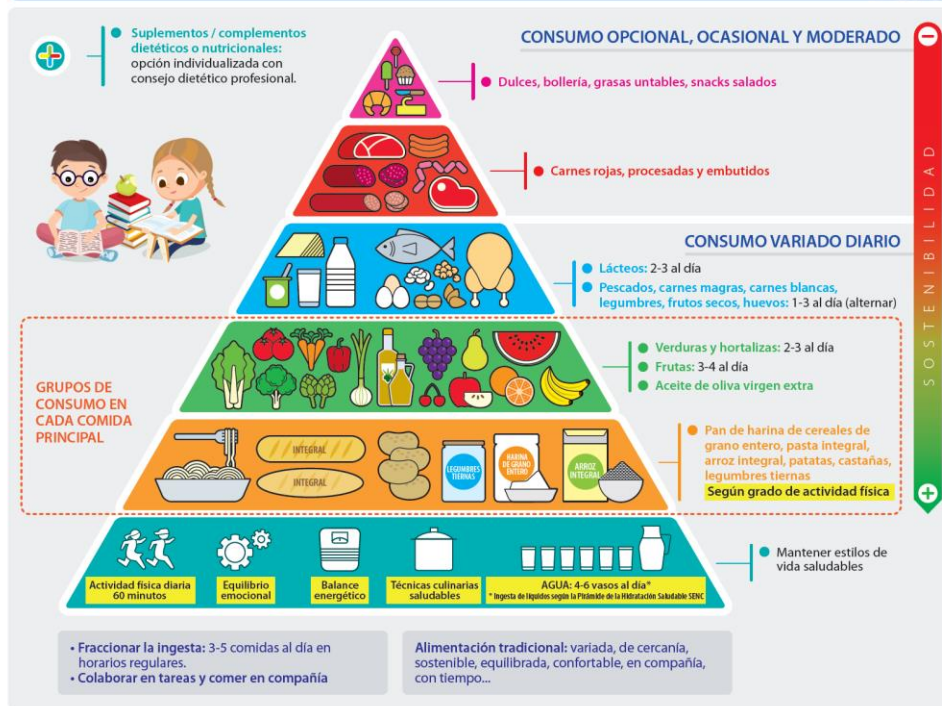 Suplementos / complementos
dietéticos o nutricionales:
opción individualizada con
consejo dietético profesional.
CONSUMO OPCIONAL, OCASIONAL Y MODERADO
Dulces, bollería, grasas untables, snacks salados
Carnes rojas, procesadas y embutidos
CONSUMO VARIADO DIARIO
Lácteos: 2-3 al día
Pescados, carnes magras, carnes blancas,
legumbres, frutos secos, huevos: 1-3 al día (alternar)
GRUPOS DE
CONSUMO EN
CADA COMIDA
PRINCIPAL
Verduras y hortalizas: 2-3 al día
Frutas: 3-4 al día
Aceite de oliva virgen extra
INTEGRAL
INTEGRAL
LEGUMBRES
TIERNAS
HARINA
DE GRANO
ENTERO
ARROZ
INTEGRAL
Pan de harina de cereales de
grano entero, pasta integral,
arroz integral, patatas, castañas,
legumbres tiernas
Según grado de actividad física
SOSTENIBILIDAD
Actividad física diaria
60 minutos
Equilibrio
emocional
Balance
energético
Técnicas culinarias
saludables
AGUA: 4-6 vasos al día*
* Ingesta de líquidos según la Pirámide de la Hidratación Saludable SENC
Mantener estilos de
vida saludables
• Fraccionar la ingesta: 3-5 comidas al día en
horarios regulares.
• Colaborar en tareas y comer en compañía
Alimentación tradicional: variada, de cercanía,
sostenible, equilibrada, confortable, en compañía,
con tiempo...